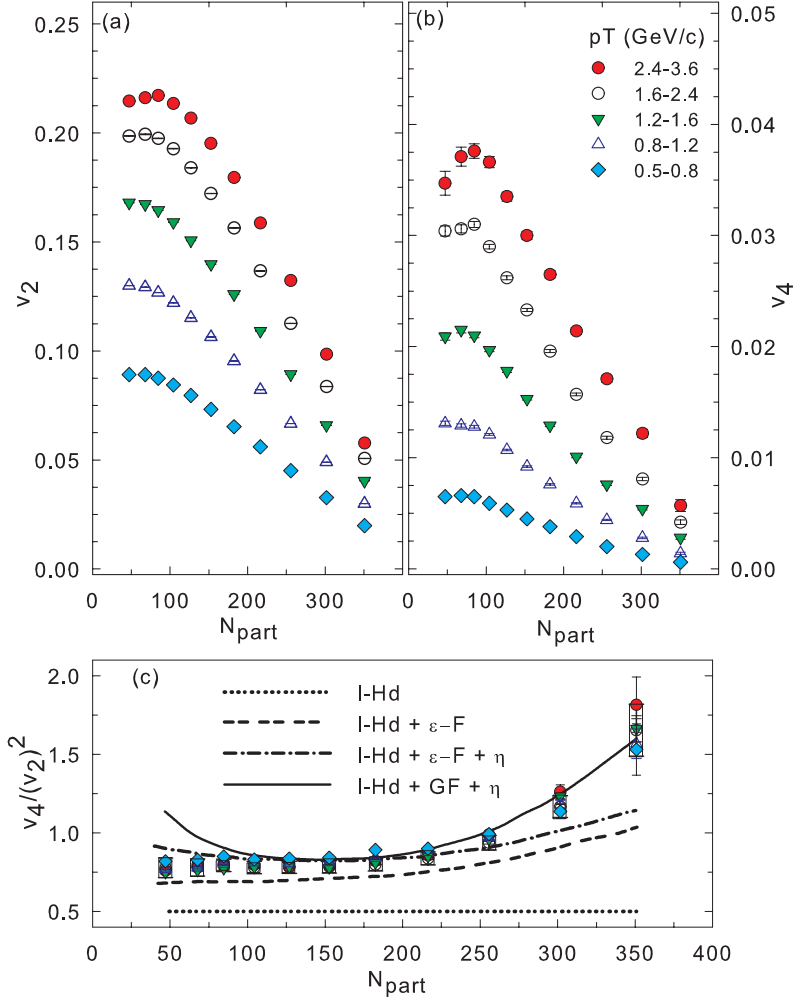 (a)
v2
0.20
0.15
0.10
0.05
0.00
0 50 100 150 200 250 300
Npart
(b)
pT (GeV/c)
2.4-3.6
1.6-2.4
1.2-1.6
0.8-1.2
0.5-0.8
0.05
0.04
0.03
0.02
0.01
0.00
v4
0 100 200 300
Npart
(c)
I-Hd
I-Hd + ε-F
I-Hd + ε-F + η
I-Hd + GF + η
v4/(v2)²
2.0
1.5
1.0
0.5
0 50 100 150 200 250 300 350 400
Npart